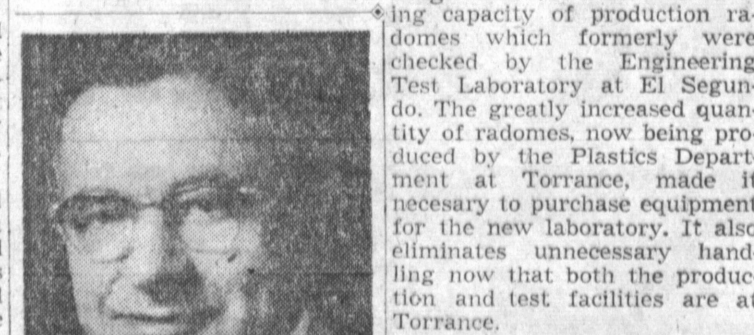 ing capacity of production ra-
domes which formerly were
checked by the Engineering
Test Laboratory at El Segun-
do. The greatly increased quan-
tity of radomes, now being pro-
duced by the Plastics Depart-
ment at Torrance, made it
necesary to purchase equipment
for the new laboratory. It also
eliminates unnecessary hand-
ling now that both the produc-
tion and test facilities are at
Torrance.